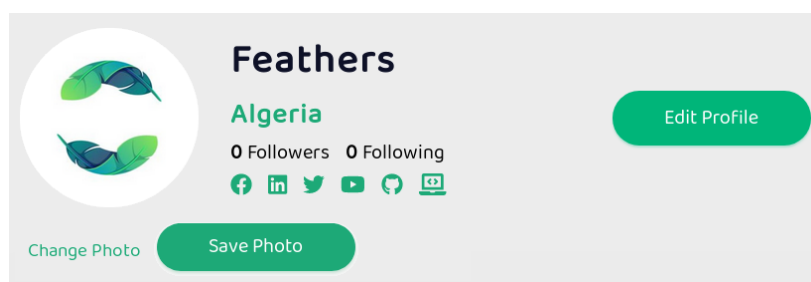 Feathers
Algeria
0 Followers 0 Following
Edit Profile
Change Photo
Save Photo